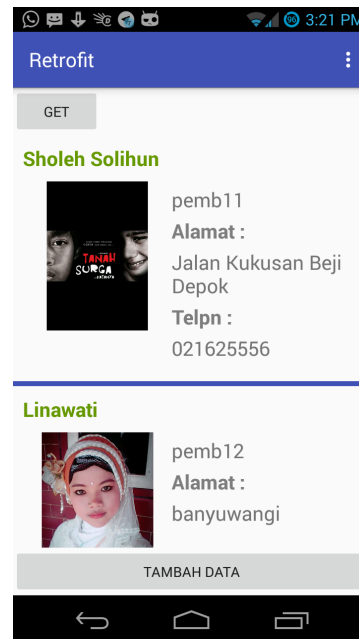 96 3:21 PM
Retrofit
GET
Sholeh Solihun
TANAH
SURGA
pemb11
Alamat :
Jalan Kukusan Beji
Depok
Telpn :
021625556
Linawati
pemb12
Alamat :
banyuwangi
TAMBAH DATA